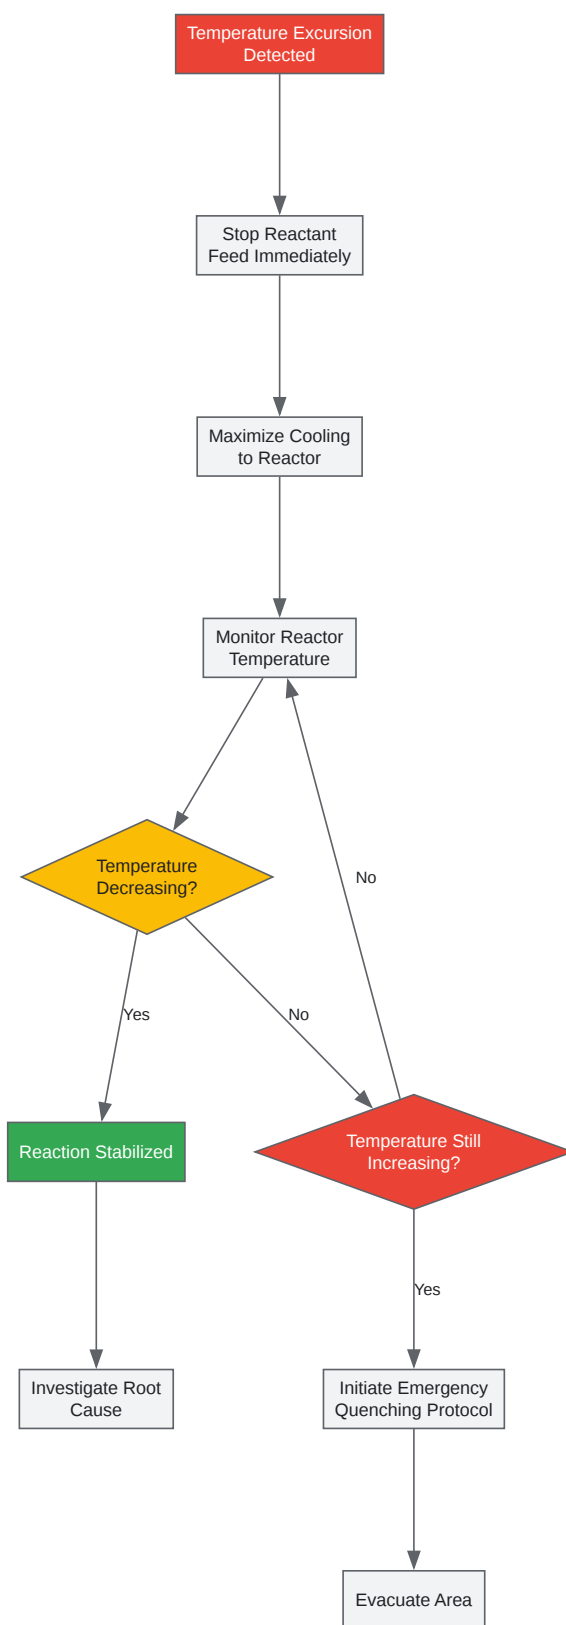 Temperature Excursion
Detected
Stop Reactant
Feed Immediately
Maximize Cooling
to Reactor
Monitor Reactor
Temperature
Temperature
Decreasing?
No
Yes
No
Reaction Stabilized
Temperature Still
Increasing?
Yes
Investigate Root
Cause
Initiate Emergency
Quenching Protocol
Evacuate Area